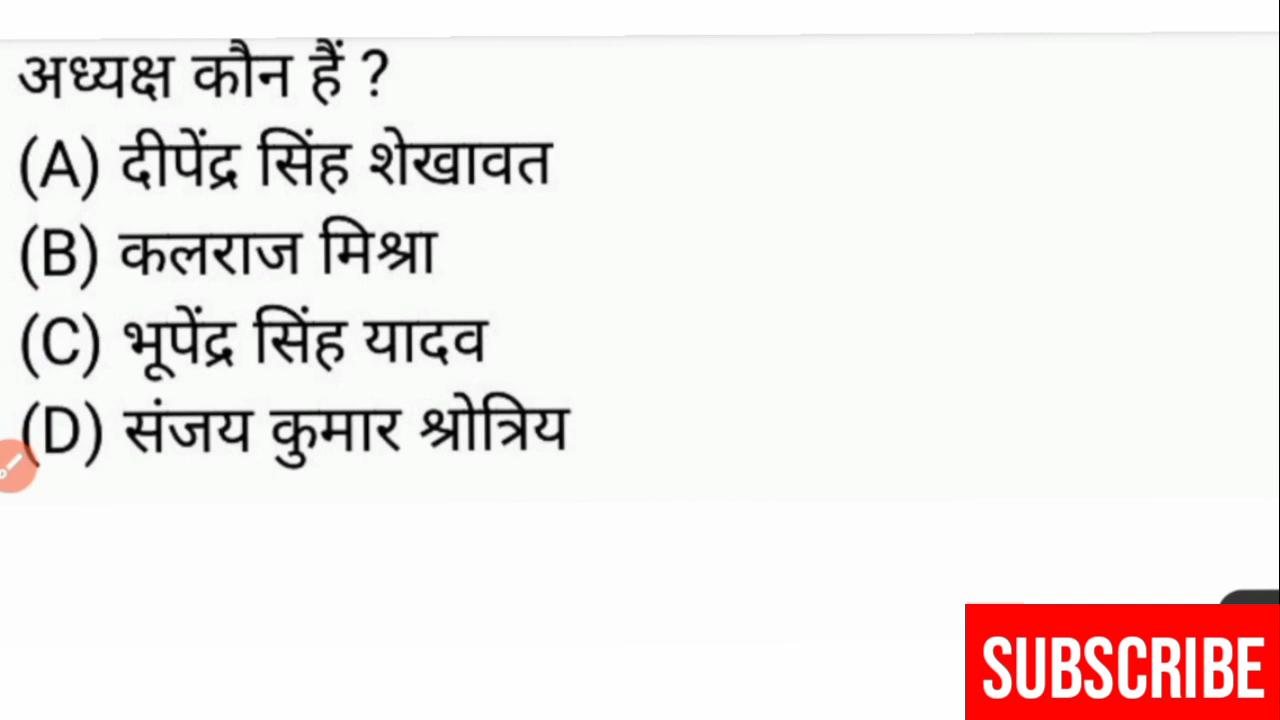 अध्यक्ष कौन हैं ?
(A) दीपेंद्र सिंह शेखावत
(B) कलराज मिश्रा
(C) भूपेंद्र सिंह यादव
(D) संजय कुमार श्रोत्रिय
SUBSCRIBE